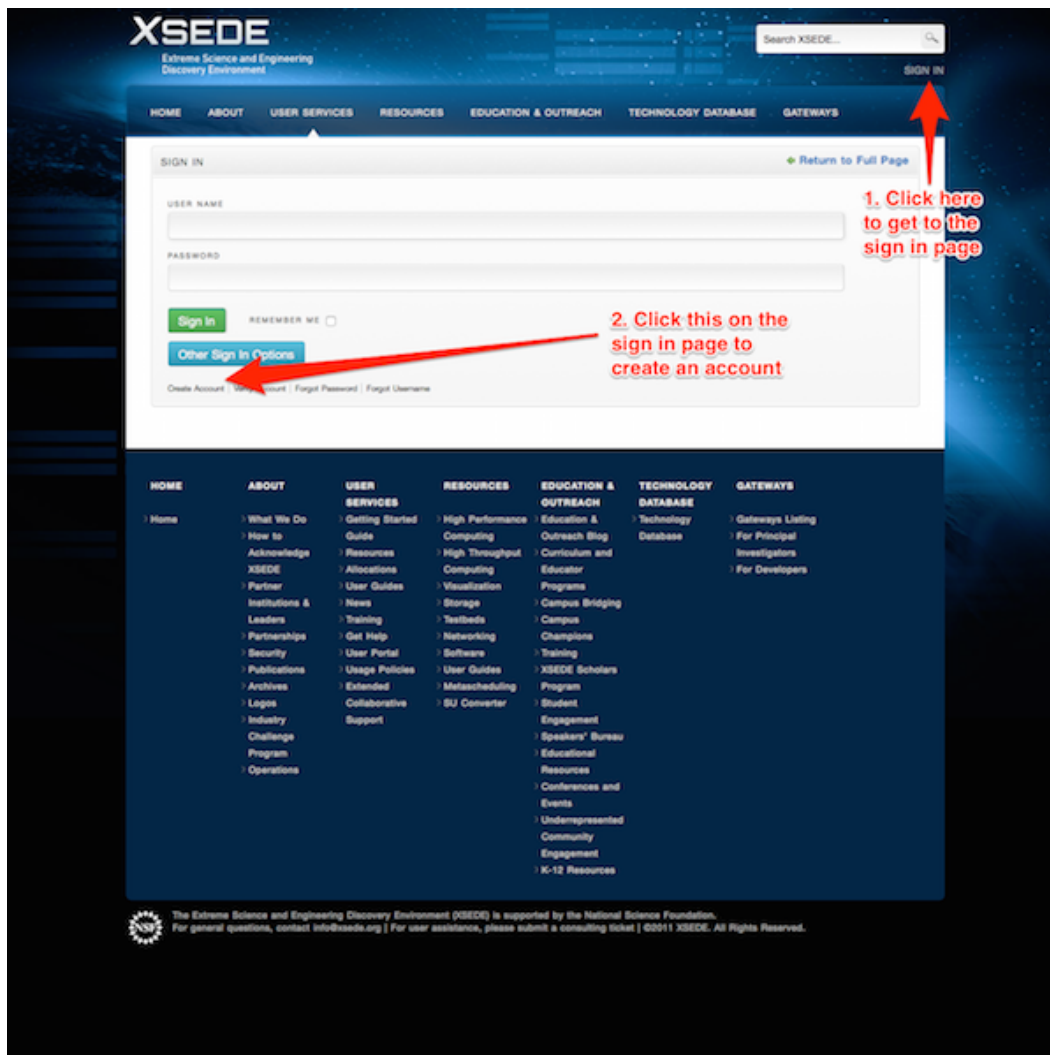 XSEDE
Extreme Science and Engineering
Discovery Environment
Search XSEDE...
SIGN IN
HOME ABOUT USER SERVICES RESOURCES EDUCATION & OUTREACH TECHNOLOGY DATABASE GATEWAYS
SIGN IN
Return to Full Page
1. Click here
to get to the
sign in page
USER NAME
PASSWORD
Sign In
REMEMBER ME
2. Click this on the
sign in page to
create an account
Other Sign In Options
Create Account | Account | Forgot Password | Forgot Username
HOME
Home
ABOUT
What We Do
How to
Acknowledge
XSEDE
Partner
Institutions &
Leaders
Partnerships
Security
Publications
Archives
Logos
Industry
Challenge
Program
Operations
USER
SERVICES
Getting Started
Guide
Resources
Allocations
User Guides
News
Training
Get Help
User Portal
Usage Policies
Extended
Collaborative
Support
RESOURCES
High Performance
Computing
High Throughput
Computing
Visualization
Storage
Testbeds
Networking
Software
User Guides
Metascheduling
SU Converter
EDUCATION &
OUTREACH
Education &
Outreach Blog
Curriculum and
Educator
Programs
Campus Bridging
Campus
Champions
Training
XSEDE Scholars
Program
Student
Engagement
Speakers' Bureau
Educational
Resources
Conferences and
Events
Underrepresented
Community
Engagement
K-12 Resources
TECHNOLOGY
DATABASE
Technology
Database
GATEWAYS
Gateways Listing
For Principal
Investigators
For Developers
NSF
The Extreme Science and Engineering Discovery Environment (XSEDE) is supported by the National Science Foundation.
For general questions, contact info@xsede.org | For user assistance, please submit a consulting ticket | ©2011 XSEDE. All Rights Reserved.